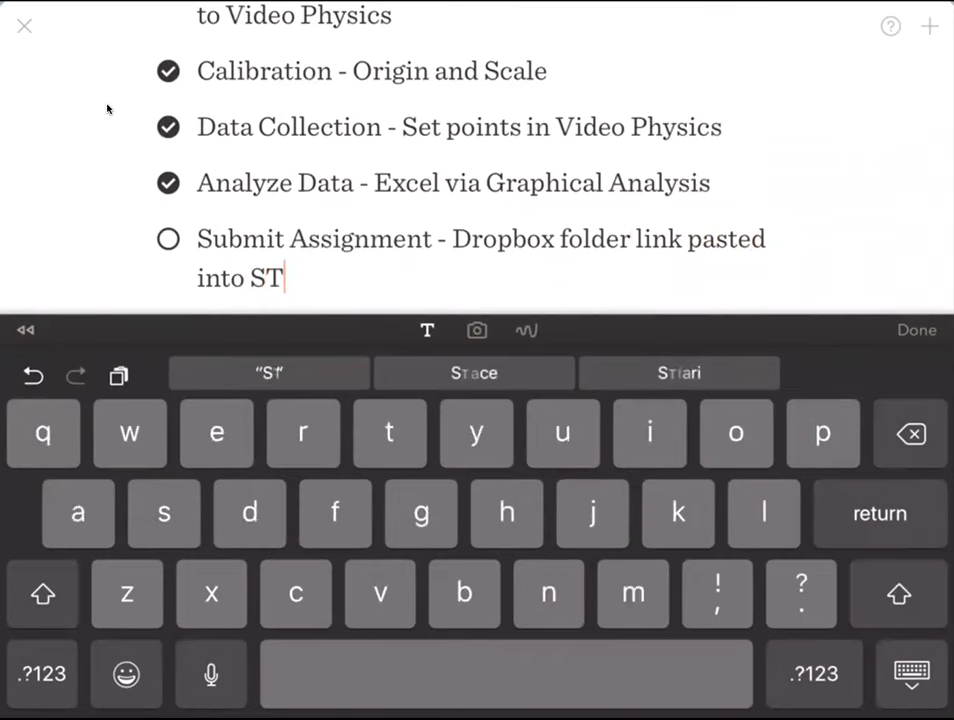 to Video Physics
Calibration - Origin and Scale
Data Collection - Set points in Video Physics
Analyze Data - Excel via Graphical Analysis
Submit Assignment - Dropbox folder link pasted
into ST
T
Done
q w e r t y u i o p
a s d f g h j k l return
z x c v b n m ! , ? .
.?123 .?123